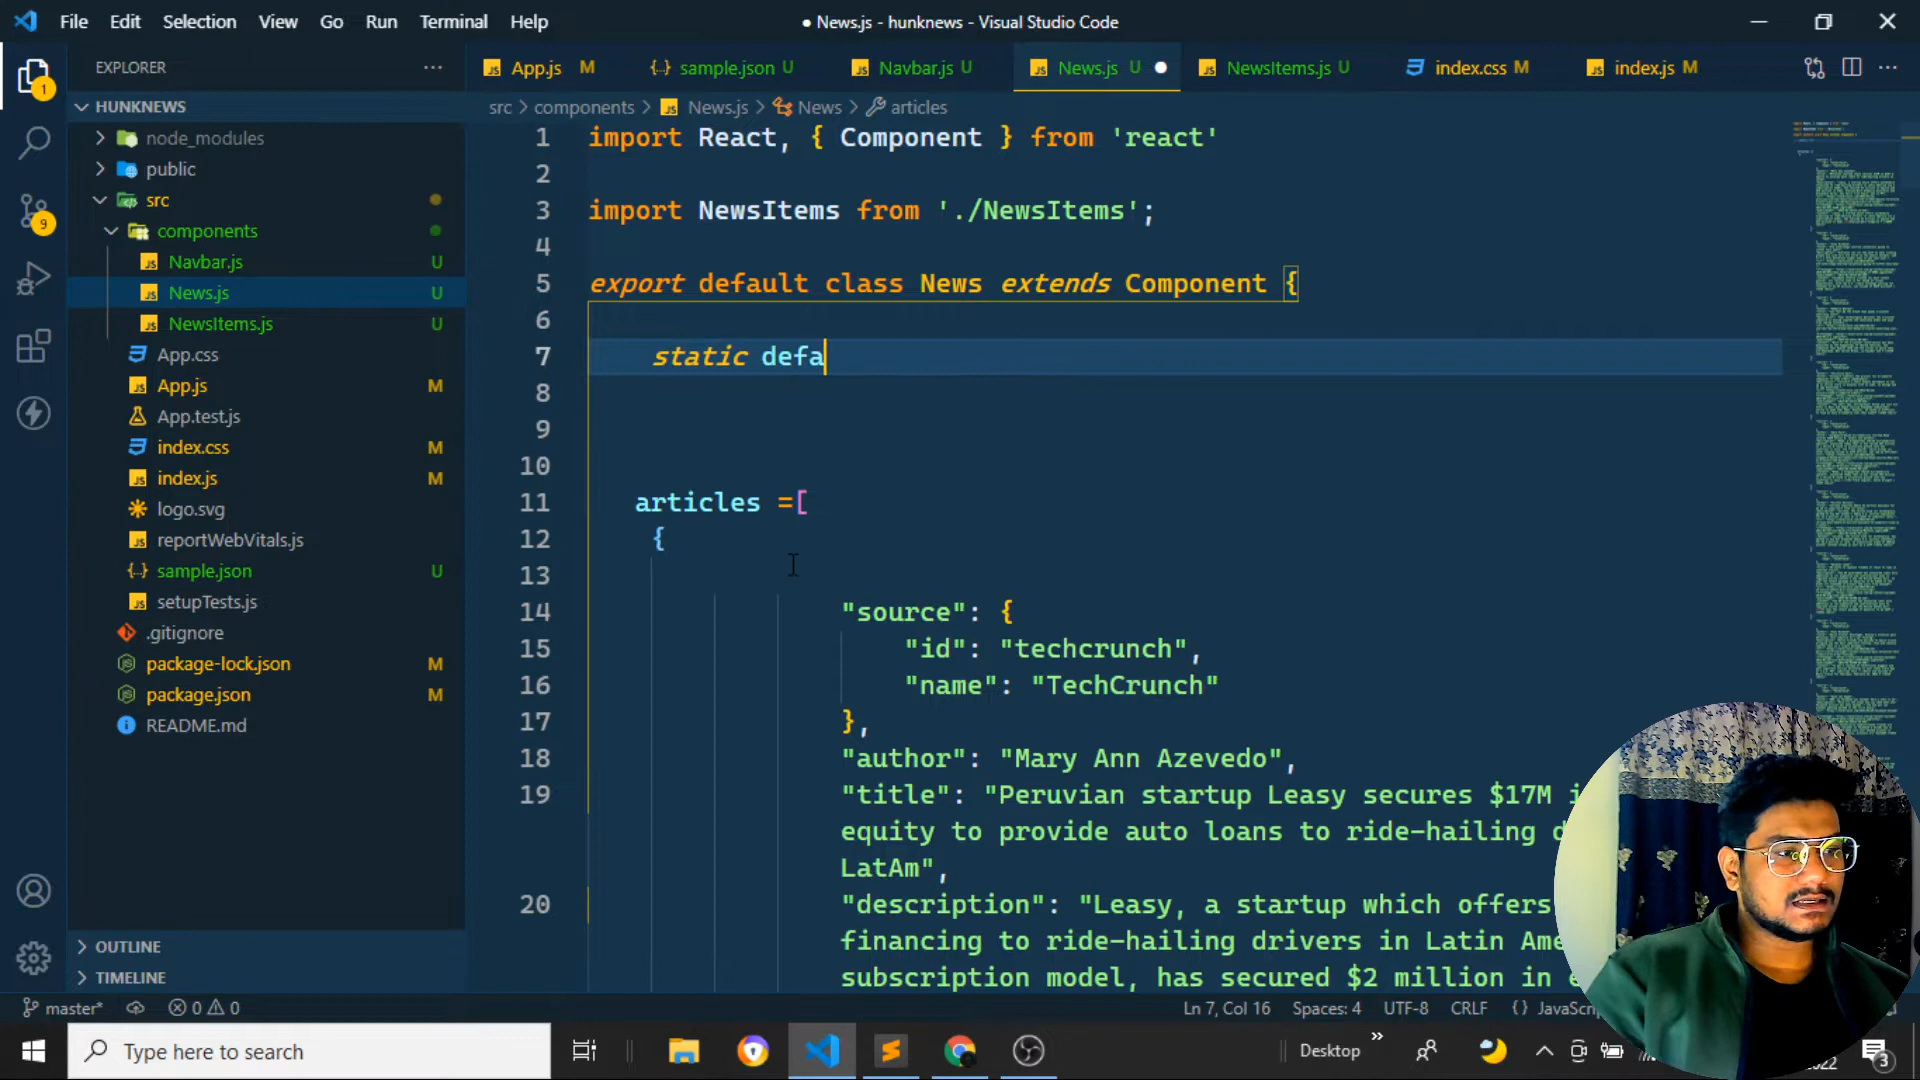 File Edit Selection View Go Run Terminal Help
● News.js - hunknews - Visual Studio Code
EXPLORER
App.js M
sample.json U
Navbar.js U
News.js U
NewsItems.js U
index.css M
index.js M
HUNKNEWS
node_modules
public
src
components
Navbar.js U
News.js U
NewsItems.js U
App.css
App.js M
App.test.js
index.css M
index.js M
logo.svg
reportWebVitals.js
sample.json U
setupTests.js
.gitignore
package-lock.json M
package.json M
README.md
OUTLINE
TIMELINE
1
9
src > components > News.js > News > articles
1 import React, { Component } from 'react'
2
3 import NewsItems from './NewsItems';
4
5 export default class News extends Component {
6
7 static defa
8
9
10
11 articles =[
12 {
13
14 "source": {
15 "id": "techcrunch",
16 "name": "TechCrunch"
17 },
18 "author": "Mary Ann Azevedo",
19 "title": "Peruvian startup Leasy secures $17M
equity to provide auto loans to ride-hailing
LatAm",
20 "description": "Leasy, a startup which offers
financing to ride-hailing drivers in Latin
subscription model, has secured $2 million in
master* 0 0
Ln 7, Col 16 Spaces: 4 UTF-8 CRLF {}
Type here to search
Desktop
3